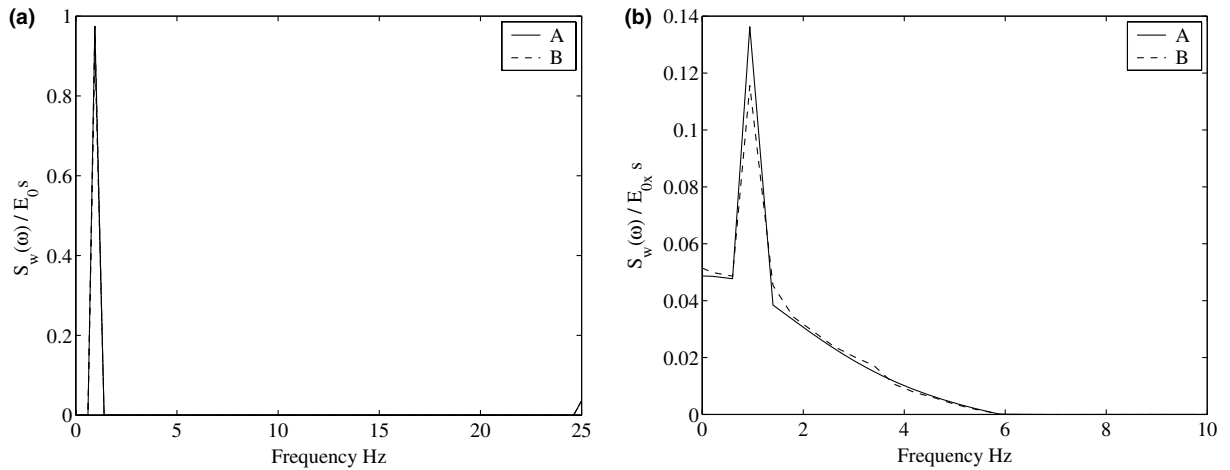 (a)
1
0.8
0.6
0.4
0.2
0
0 5 10 15 20 25
S_w(ω) / E_0 s
Frequency Hz
A
B
(b)
0.14
0.12
0.1
0.08
0.06
0.04
0.02
0
0 2 4 6 8 10
S_w(ω) / E_0x s
Frequency Hz
A
B